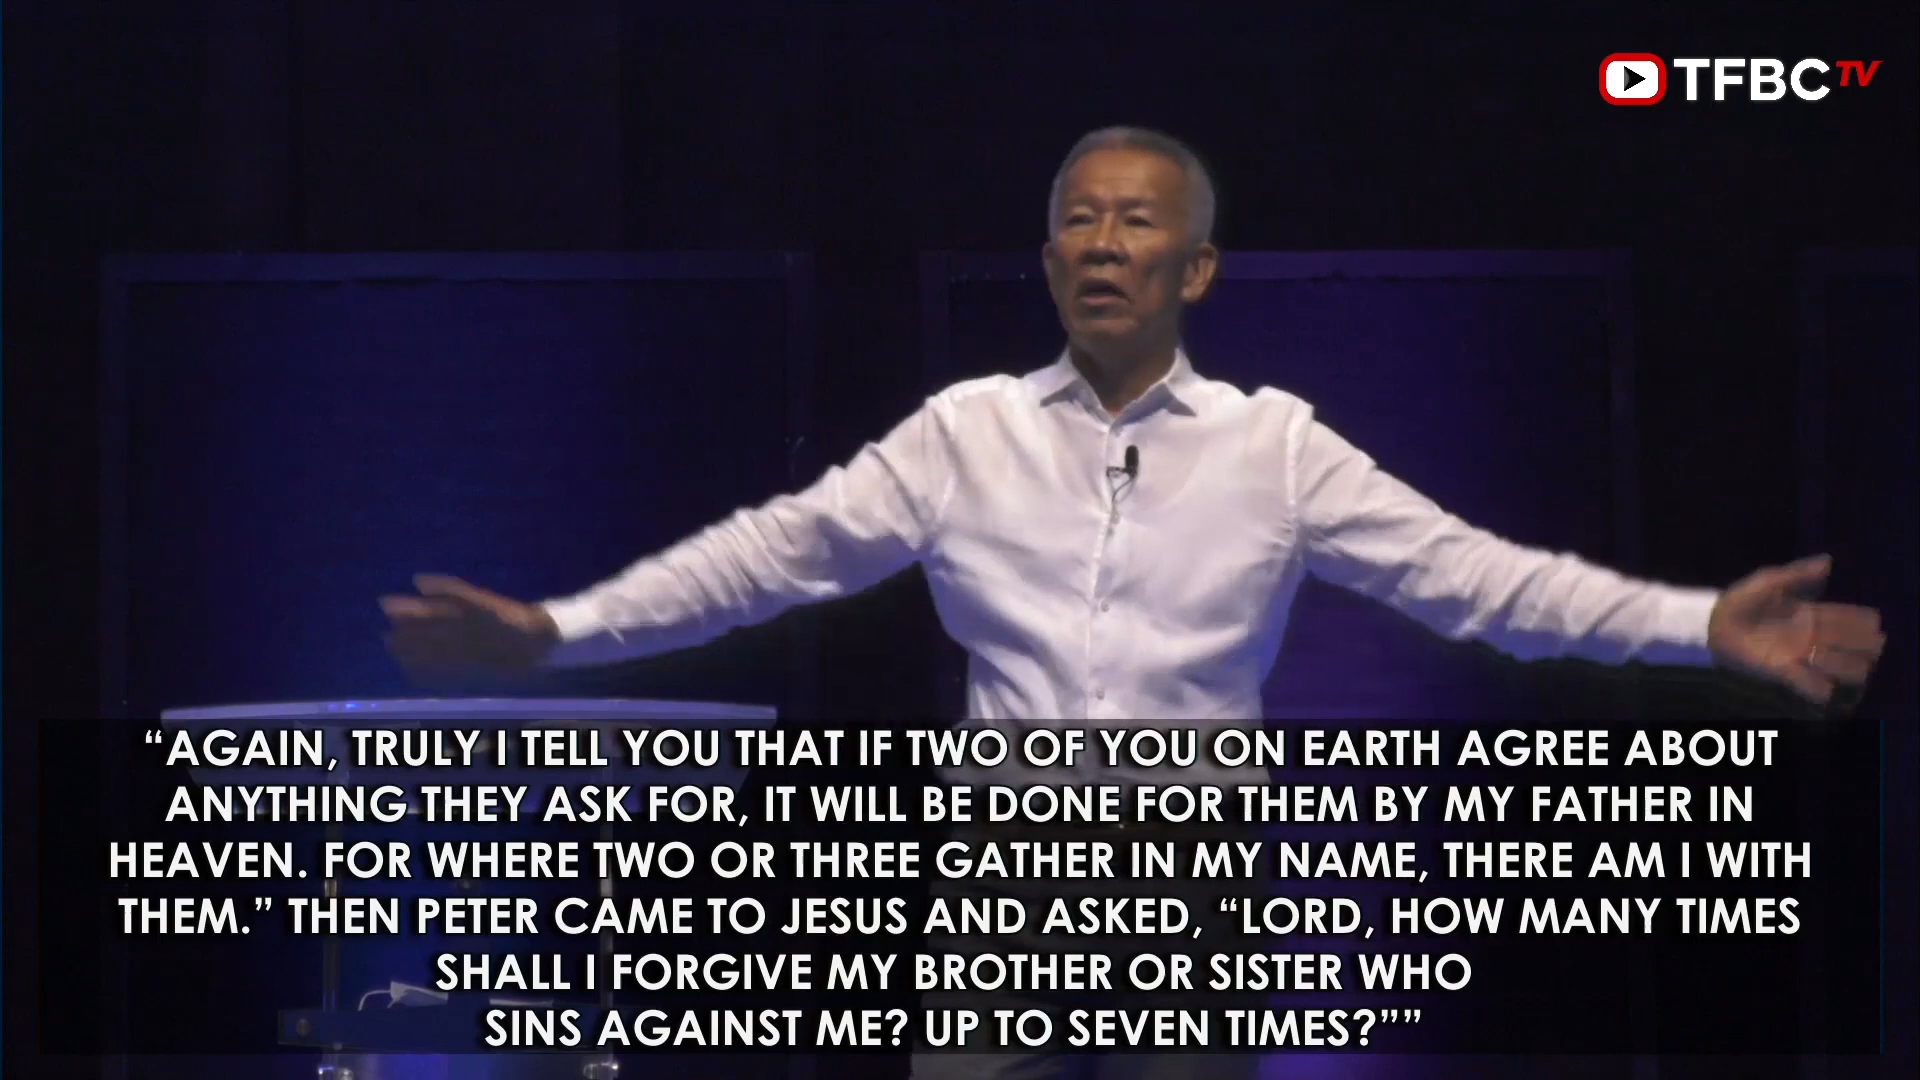 TFBC TV
“AGAIN, TRULY I TELL YOU THAT IF TWO OF YOU ON EARTH AGREE ABOUT
ANYTHING THEY ASK FOR, IT WILL BE DONE FOR THEM BY MY FATHER IN
HEAVEN. FOR WHERE TWO OR THREE GATHER IN MY NAME, THERE AM I WITH
THEM.” THEN PETER CAME TO JESUS AND ASKED, “LORD, HOW MANY TIMES
SHALL I FORGIVE MY BROTHER OR SISTER WHO
SINS AGAINST ME? UP TO SEVEN TIMES?””